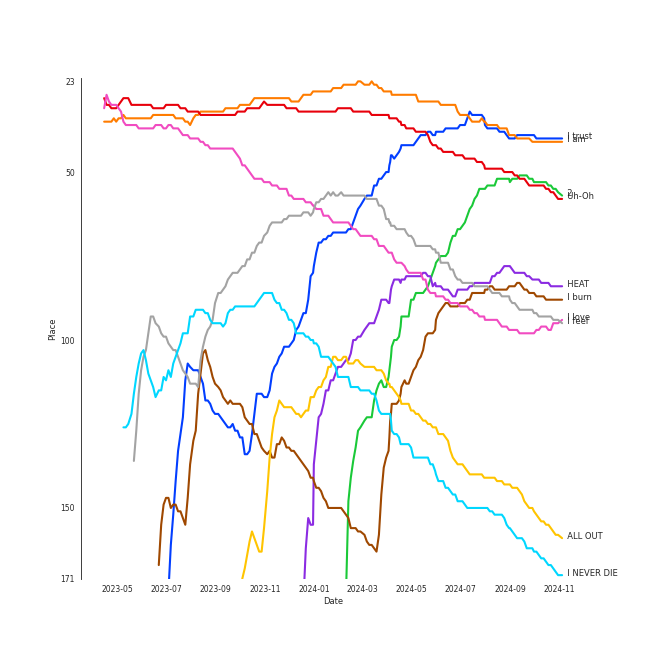 23
50
100
150
171
Place
2023-05
2023-07
2023-09
2023-11
2024-01
2024-03
2024-05
2024-07
2024-09
2024-11
Date
I trust
I am
2
Uh-Oh
HEAT
I burn
I love
I feel
ALL OUT
I NEVER DIE